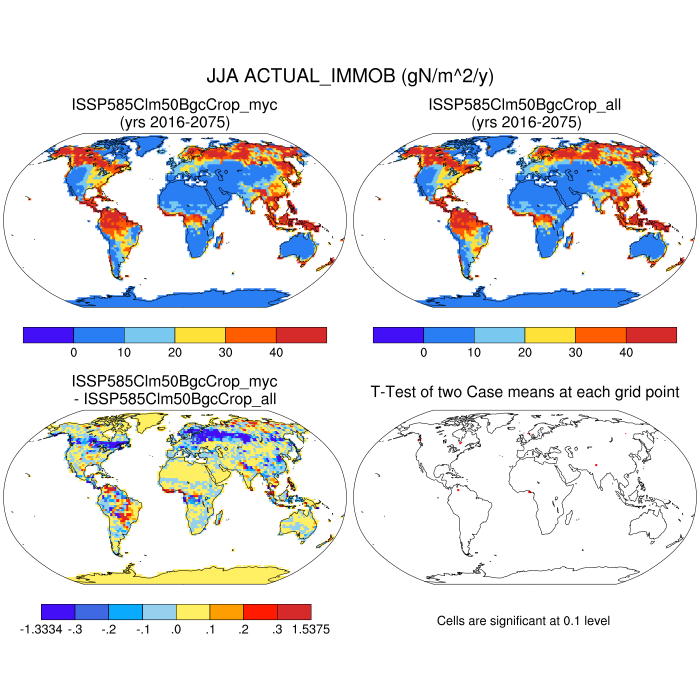 JJA ACTUAL_IMMOB (gN/m^2/y)
ISSP585Clm50BgcCrop_myc
(yrs 2016-2075)
ISSP585Clm50BgcCrop_all
(yrs 2016-2075)
0 10 20 30 40
0 10 20 30 40
ISSP585Clm50BgcCrop_myc
- ISSP585Clm50BgcCrop_all
T-Test of two Case means at each grid point
-1.3334 -.3 -.2 -.1 .0 .1 .2 .3 1.5375
Cells are significant at 0.1 level